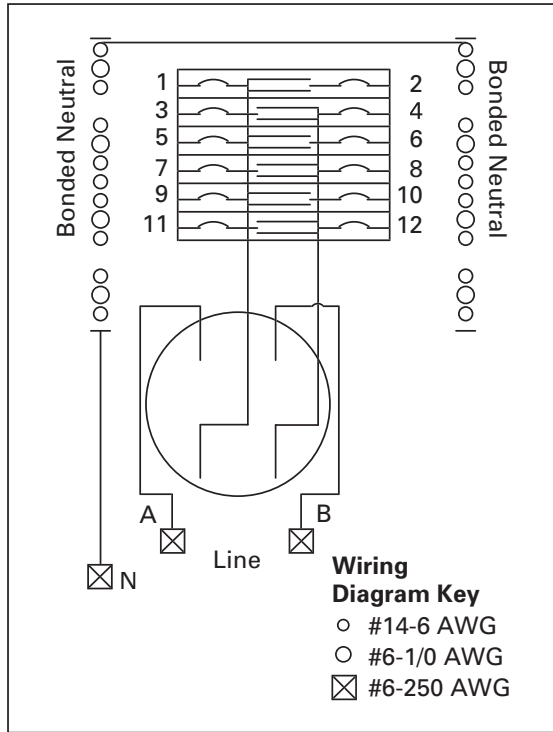 Bonded Neutral
Bonded Neutral
1 2
3 4
5 6
7 8
9 10
11 12
A B
Line
N
Wiring
Diagram Key
#14-6 AWG
#6-1/0 AWG
#6-250 AWG